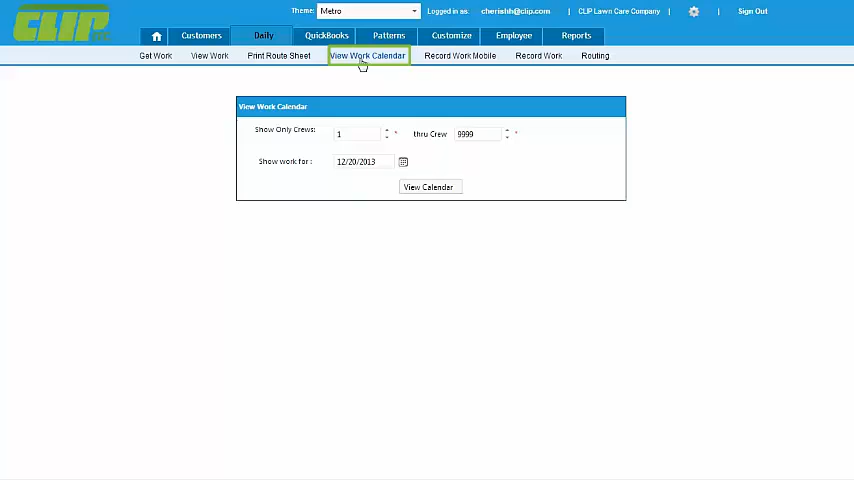 CLIP
Theme: Metro Logged in as: cherishh@clip.com | CLIP Lawn Care Company | | Sign Out
Customers Daily QuickBooks Patterns Customize Employee Reports
Get Work View Work Print Route Sheet View Work Calendar Record Work Mobile Record Work Routing
View Work Calendar
Show Only Crews: 1 * thru Crew 9999 *
Show work for : 12/20/2013
View Calendar